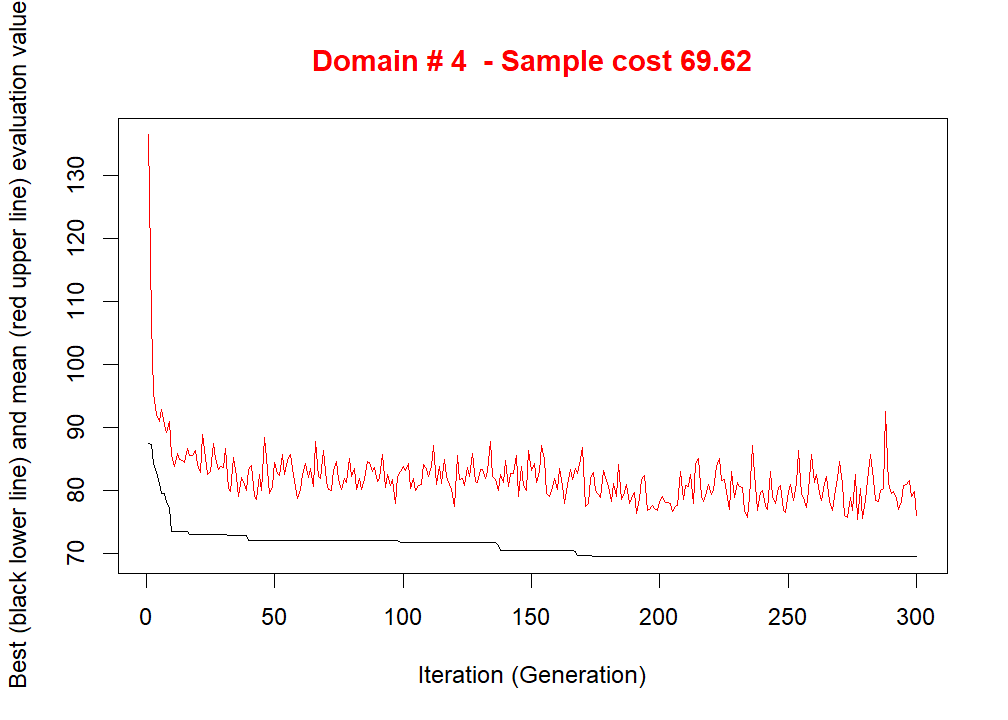 Domain # 4  - Sample cost 69.62
Best (black lower line) and mean (red upper line) evaluation value
130
120
110
100
90
80
70
0 50 100 150 200 250 300
Iteration (Generation)